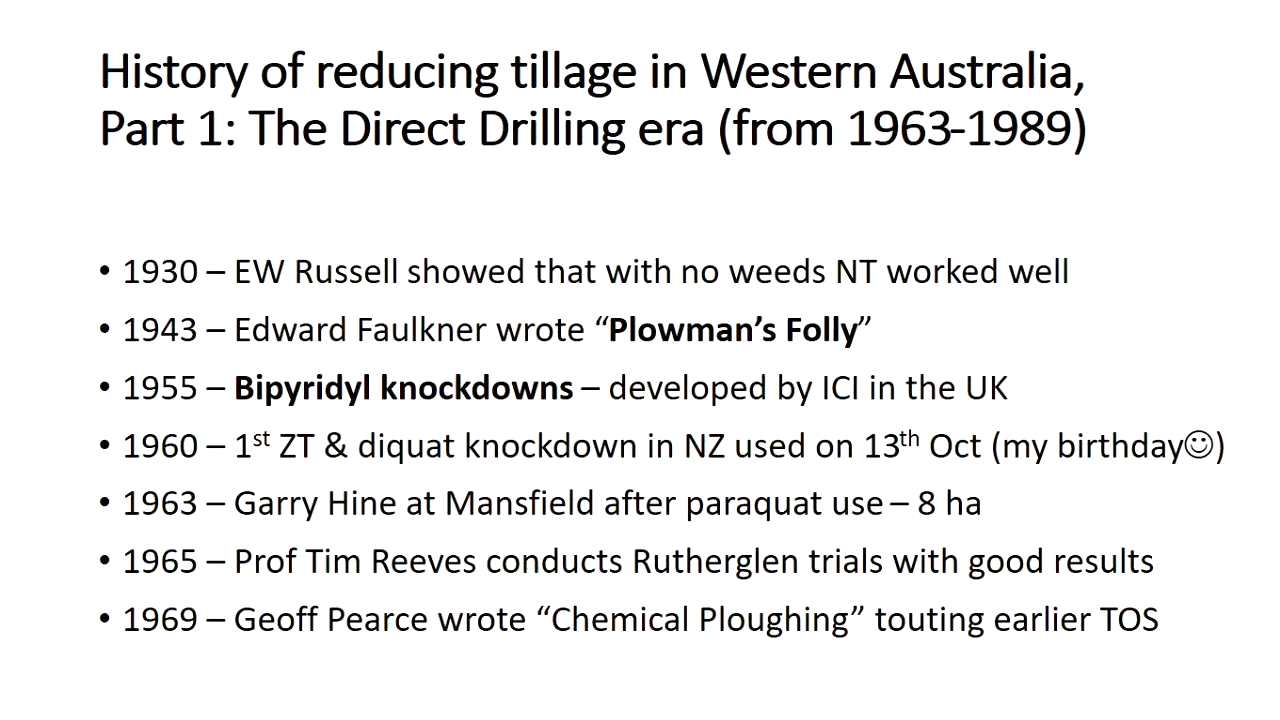 History of reducing tillage in Western Australia,
Part 1: The Direct Drilling era (from 1963-1989)
• 1930 – EW Russell showed that with no weeds NT worked well
• 1943 – Edward Faulkner wrote “Plowman’s Folly”
• 1955 – Bipyridyl knockdowns – developed by ICI in the UK
• 1960 – 1st ZT & diquat knockdown in NZ used on 13th Oct (my birthday☺)
• 1963 – Garry Hine at Mansfield after paraquat use – 8 ha
• 1965 – Prof Tim Reeves conducts Rutherglen trials with good results
• 1969 – Geoff Pearce wrote “Chemical Ploughing” touting earlier TOS